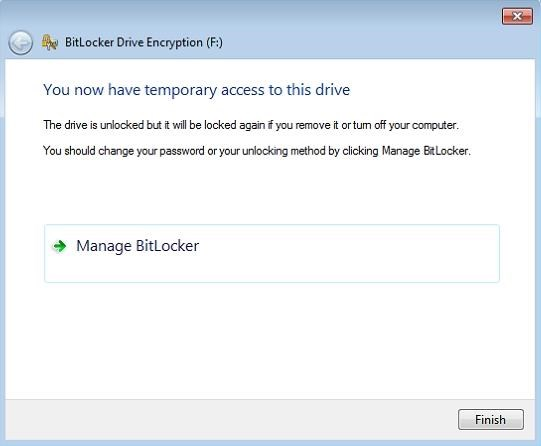 BitLocker Drive Encryption (F:)
You now have temporary access to this drive
The drive is unlocked but it will be locked again if you remove it or turn off your computer.
You should change your password or your unlocking method by clicking Manage BitLocker.
Manage BitLocker
Finish